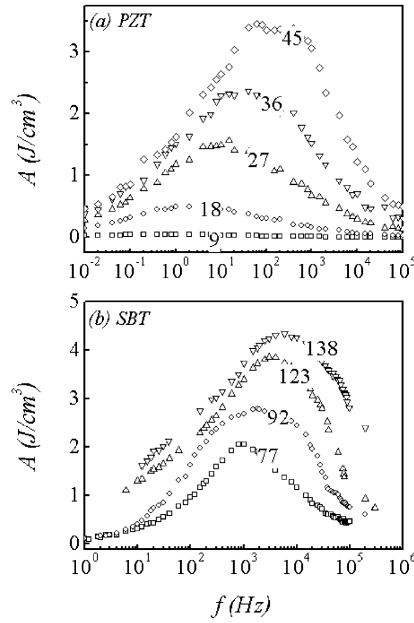 (a) PZT
A (J/cm³)
3
2
1
0
45
36
27
18
9
10⁻² 10⁻¹ 10⁰ 10¹ 10² 10³ 10⁴ 10⁵
(b) SBT
A (J/cm³)
5
4
3
2
1
0
138
123
92
77
10⁰ 10¹ 10² 10³ 10⁴ 10⁵
f (Hz)